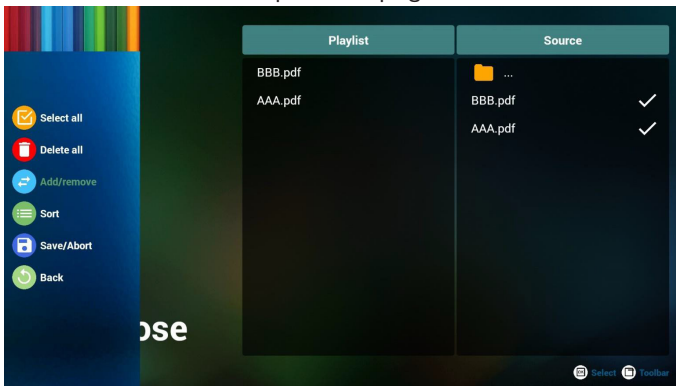 Select all
Delete all
Add/remove
Sort
Save/Abort
Back
Playlist
BBB.pdf
AAA.pdf
Source
...
BBB.pdf
AAA.pdf
ose
OK Select Toolbar